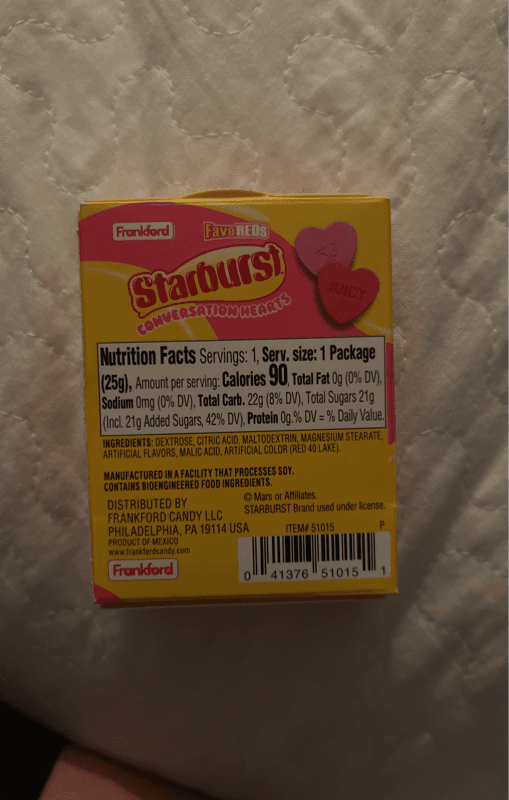 Frankford
FaveREDs
Starburst
CONVERSATION HEARTS
<3
JUICY
Nutrition Facts Servings: 1, Serv. size: 1 Package
(25g), Amount per serving: Calories 90, Total Fat 0g (0% DV),
Sodium 0mg (0% DV), Total Carb. 22g (8% DV), Total Sugars 21g
(Incl. 21g Added Sugars, 42% DV), Protein 0g. % DV = % Daily Value.
INGREDIENTS: DEXTROSE, CITRIC ACID, MALTODEXTRIN, MAGNESIUM STEARATE,
ARTIFICIAL FLAVORS, MALIC ACID, ARTIFICIAL COLOR (RED 40 LAKE).
MANUFACTURED IN A FACILITY THAT PROCESSES SOY.
CONTAINS BIOENGINEERED FOOD INGREDIENTS.
DISTRIBUTED BY
FRANKFORD CANDY LLC
PHILADELPHIA, PA 19114 USA
PRODUCT OF MEXICO
www.frankfordcandy.com
Frankford
© Mars or Affiliates.
STARBURST Brand used under license.
ITEM# 51015 P
0 41376 51015 1